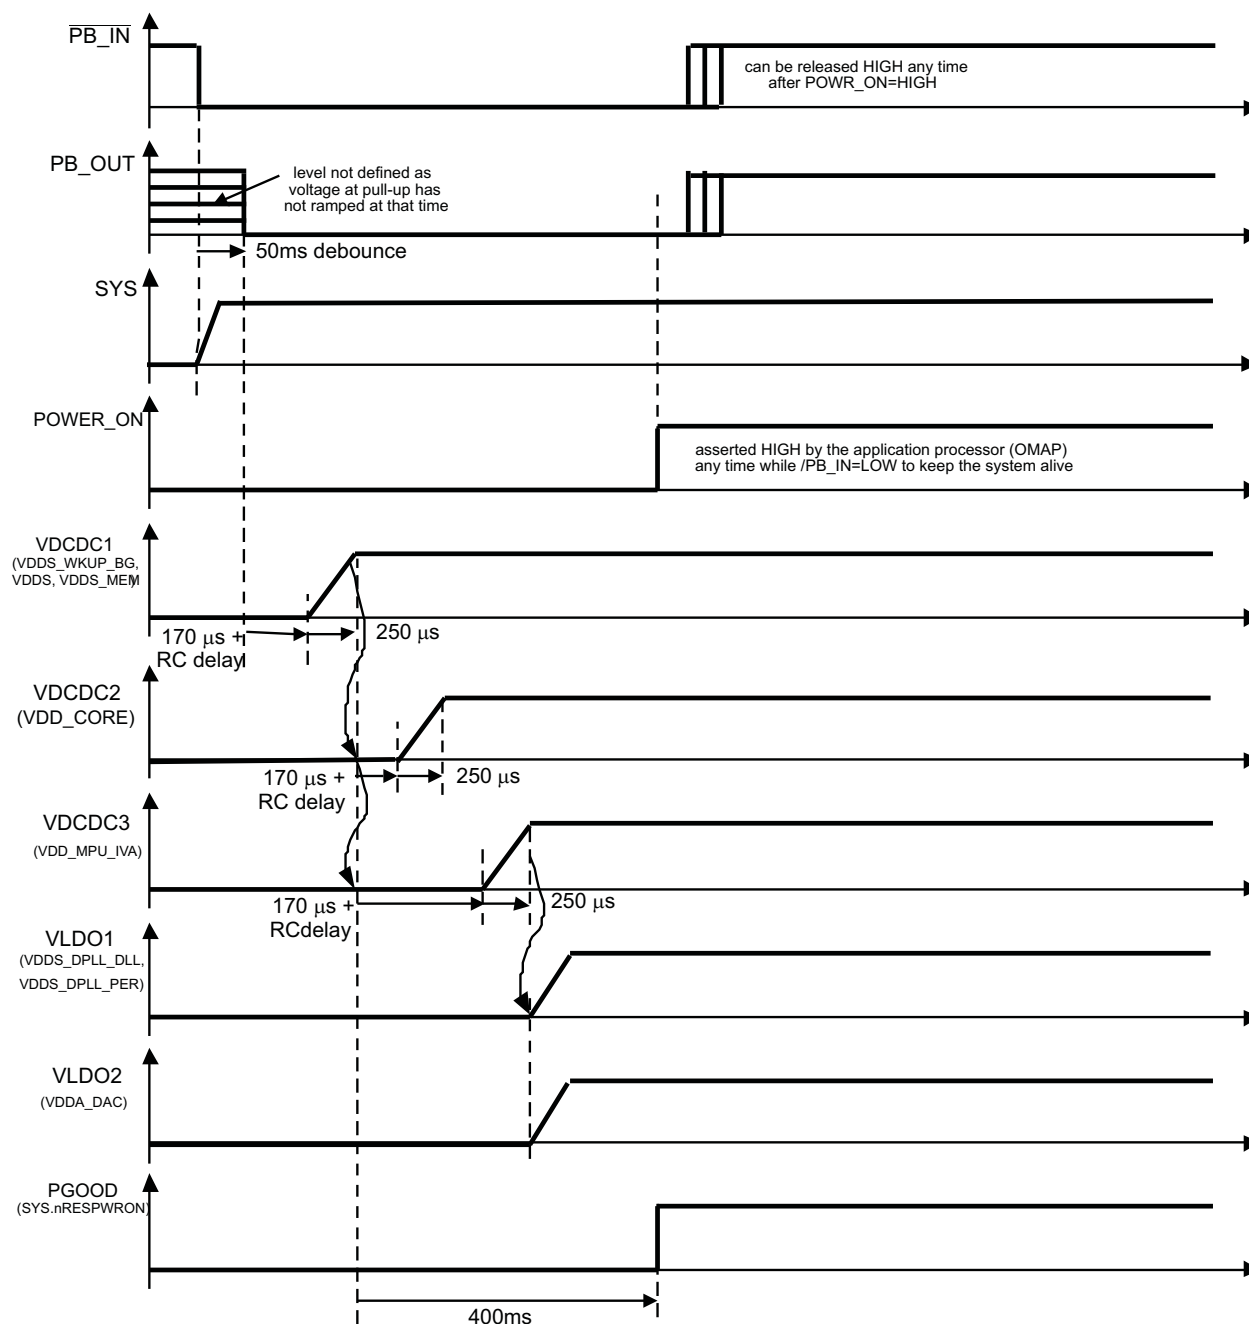 PB_IN
can be released HIGH any time
after POWR_ON=HIGH
PB_OUT
level not defined as
voltage at pull-up has
not ramped at that time
50ms debounce
SYS
POWER_ON
asserted HIGH by the application processor (OMAP)
any time while /PB_IN=LOW to keep the system alive
VDCDC1
(VDDS_WKUP_BG,
VDDS, VDDS_MEM)
170 μs +
RC delay
250 μs
VDCDC2
(VDD_CORE)
170 μs +
RC delay
250 μs
VDCDC3
(VDD_MPU_IVA)
170 μs +
RCdelay
250 μs
VLDO1
(VDDS_DPLL_DLL,
VDDS_DPLL_PER)
VLDO2
(VDDA_DAC)
PGOOD
(SYS.nRESPWRON)
400ms